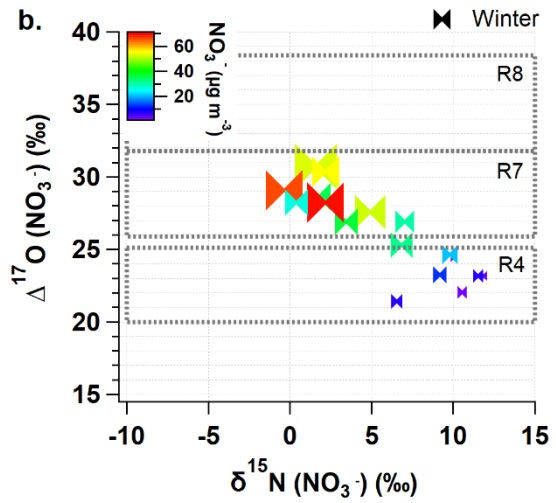 b.
Winter
NO₃⁻ (µg m⁻³)
60
40
20
R8
R7
R4
Δ¹⁷O (NO₃⁻) (‰)
40
35
30
25
20
15
-10
-5
0
5
10
15
δ¹⁵N (NO₃⁻) (‰)